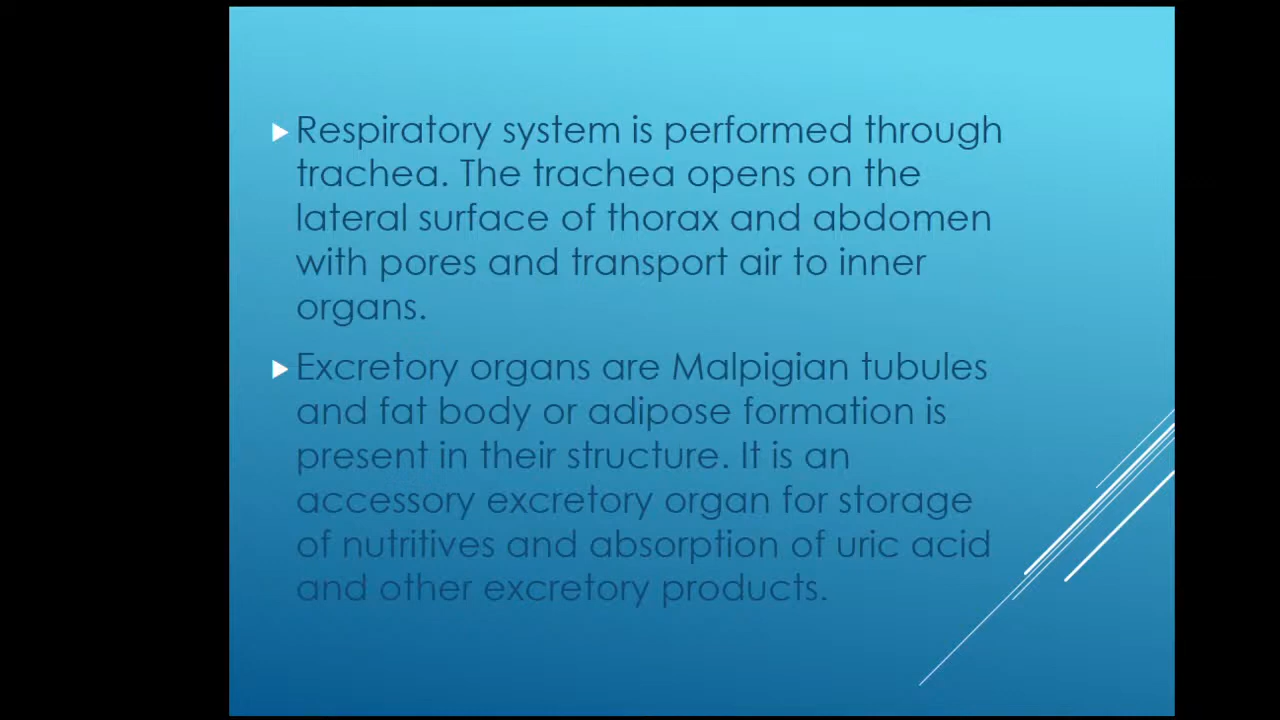 Respiratory system is performed through
trachea. The trachea opens on the
lateral surface of thorax and abdomen
with pores and transport air to inner
organs.
Excretory organs are Malpigian tubules
and fat body or adipose formation is
present in their structure. It is an
accessory excretory organ for storage
of nutritives and absorption of uric acid
and other excretory products.